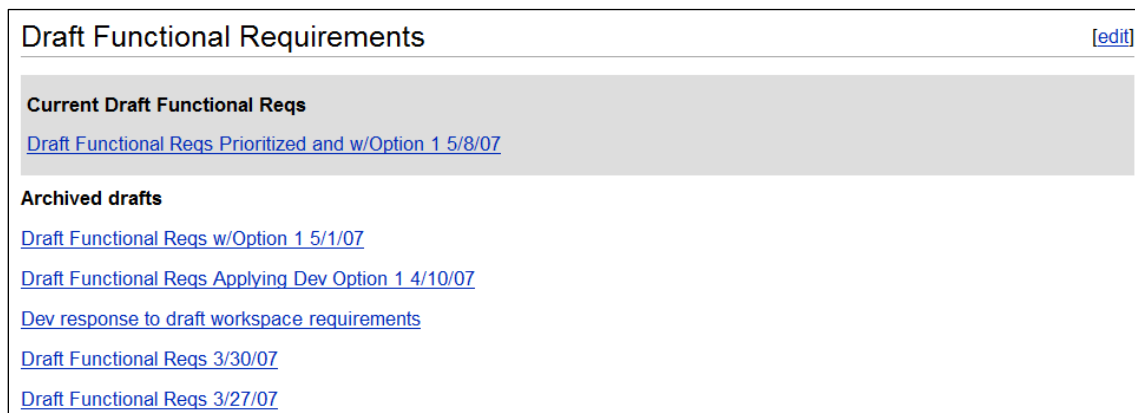 Draft Functional Requirements
[edit]
Current Draft Functional Reqs
Draft Functional Reqs Prioritized and w/Option 1 5/8/07
Archived drafts
Draft Functional Reqs w/Option 1 5/1/07
Draft Functional Reqs Applying Dev Option 1 4/10/07
Dev response to draft workspace requirements
Draft Functional Reqs 3/30/07
Draft Functional Reqs 3/27/07